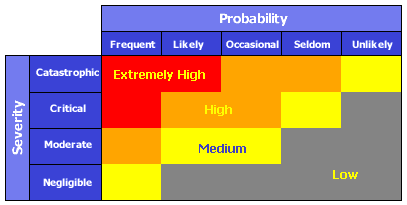 Probability
Frequent Likely Occasional Seldom Unlikely
Severity
Catastrophic Extremely High
Critical High
Moderate Medium
Negligible Low